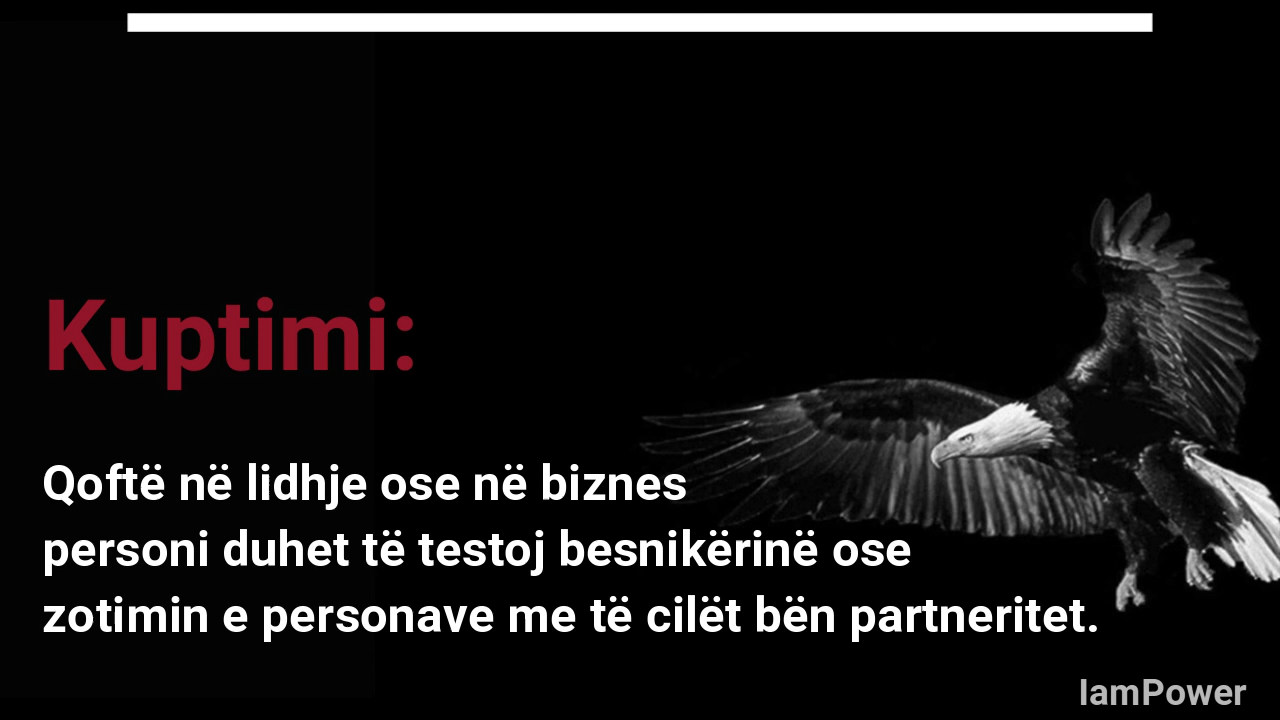 Kuptimi:
Qoftë në lidhje ose në biznes
personi duhet të testoj besnikërinë ose
zotimin e personave me të cilët bën partneritet.
IamPower